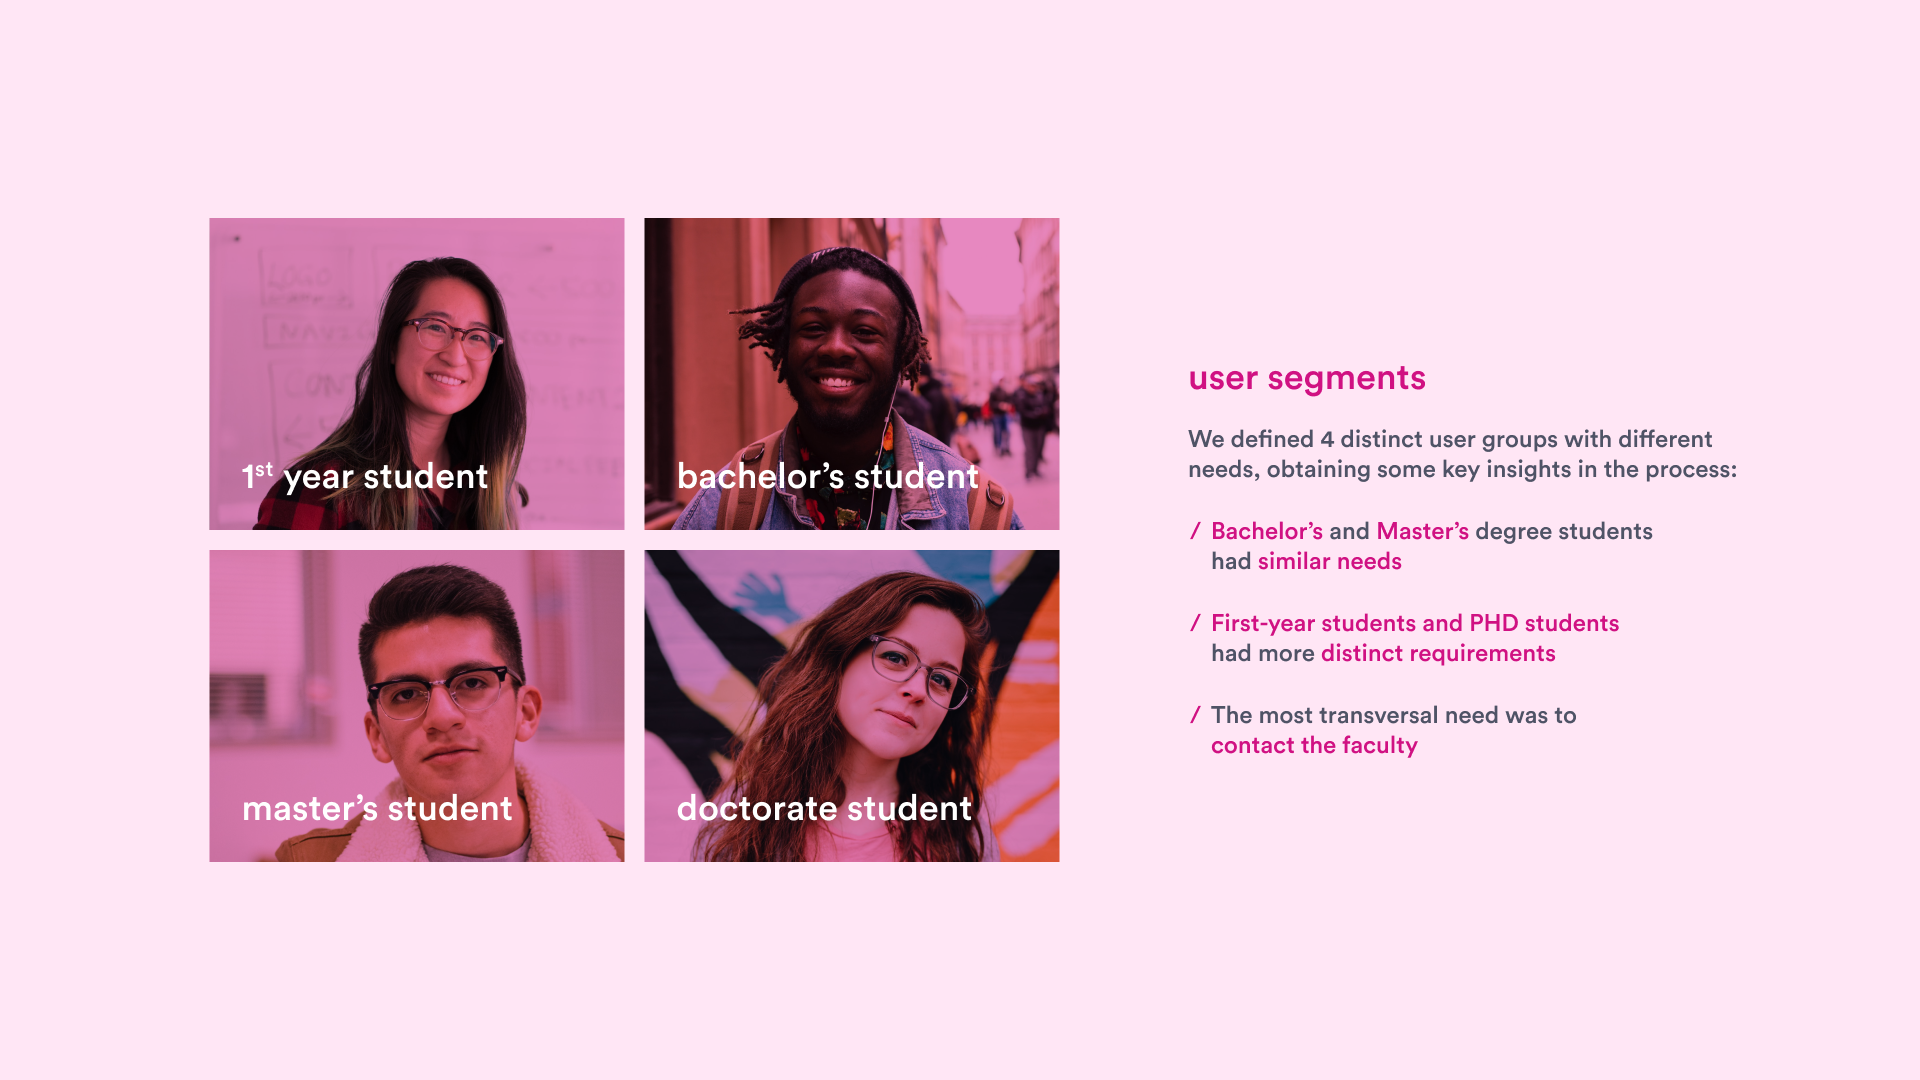 1st year student
bachelor’s student
master’s student
doctorate student
user segments
We defined 4 distinct user groups with different
needs, obtaining some key insights in the process:
/ Bachelor’s and Master’s degree students
had similar needs
/ First-year students and PHD students
had more distinct requirements
/ The most transversal need was to
contact the faculty
LOGO